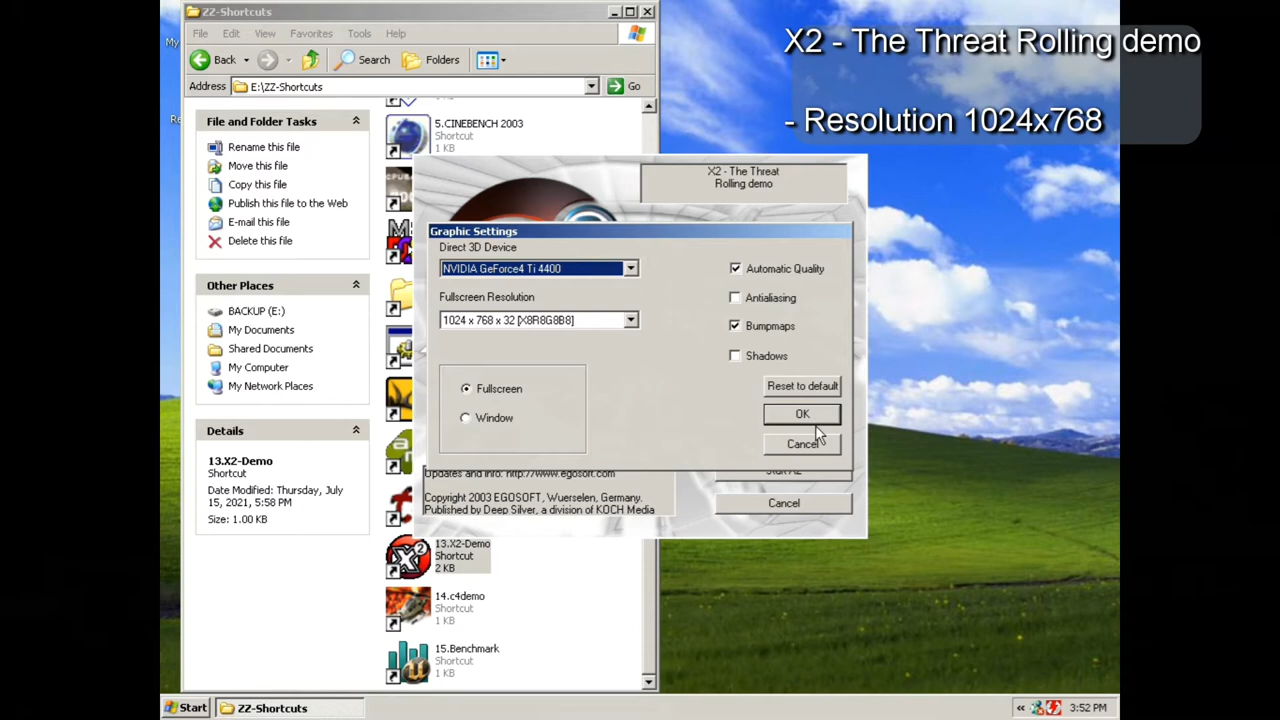 ZZ-Shortcuts
File Edit View Favorites Tools Help
Back Search Folders
Address E:\ZZ-Shortcuts Go
X2 - The Threat Rolling demo
- Resolution 1024x768
My
File and Folder Tasks
Rename this file
Move this file
Copy this file
Publish this file to the Web
E-mail this file
Delete this file
Other Places
BACKUP (E:)
My Documents
Shared Documents
My Computer
My Network Places
Details
13.X2-Demo
Shortcut
Date Modified: Thursday, July
15, 2021, 5:58 PM
Size: 1.00 KB
5.CINEBENCH 2003
Shortcut
1 KB
X2 - The Threat
Rolling demo
Graphic Settings
Direct 3D Device
NVIDIA GeForce4 Ti 4400
Fullscreen Resolution
1024 x 768 x 32 [X8R8G8B8]
Fullscreen
Window
Automatic Quality
Antialiasing
Bumpmaps
Shadows
Reset to default
OK
Cancel
Updates and info: http://www.egosoft.com
Copyright 2003 EGOSOFT, Wuerselen, Germany.
Published by Deep Silver, a division of KOCH Media
Start X2
Cancel
13.X2-Demo
Shortcut
2 KB
14.c4demo
Shortcut
1 KB
15.Benchmark
Shortcut
1 KB
Start ZZ-Shortcuts 3:52 PM